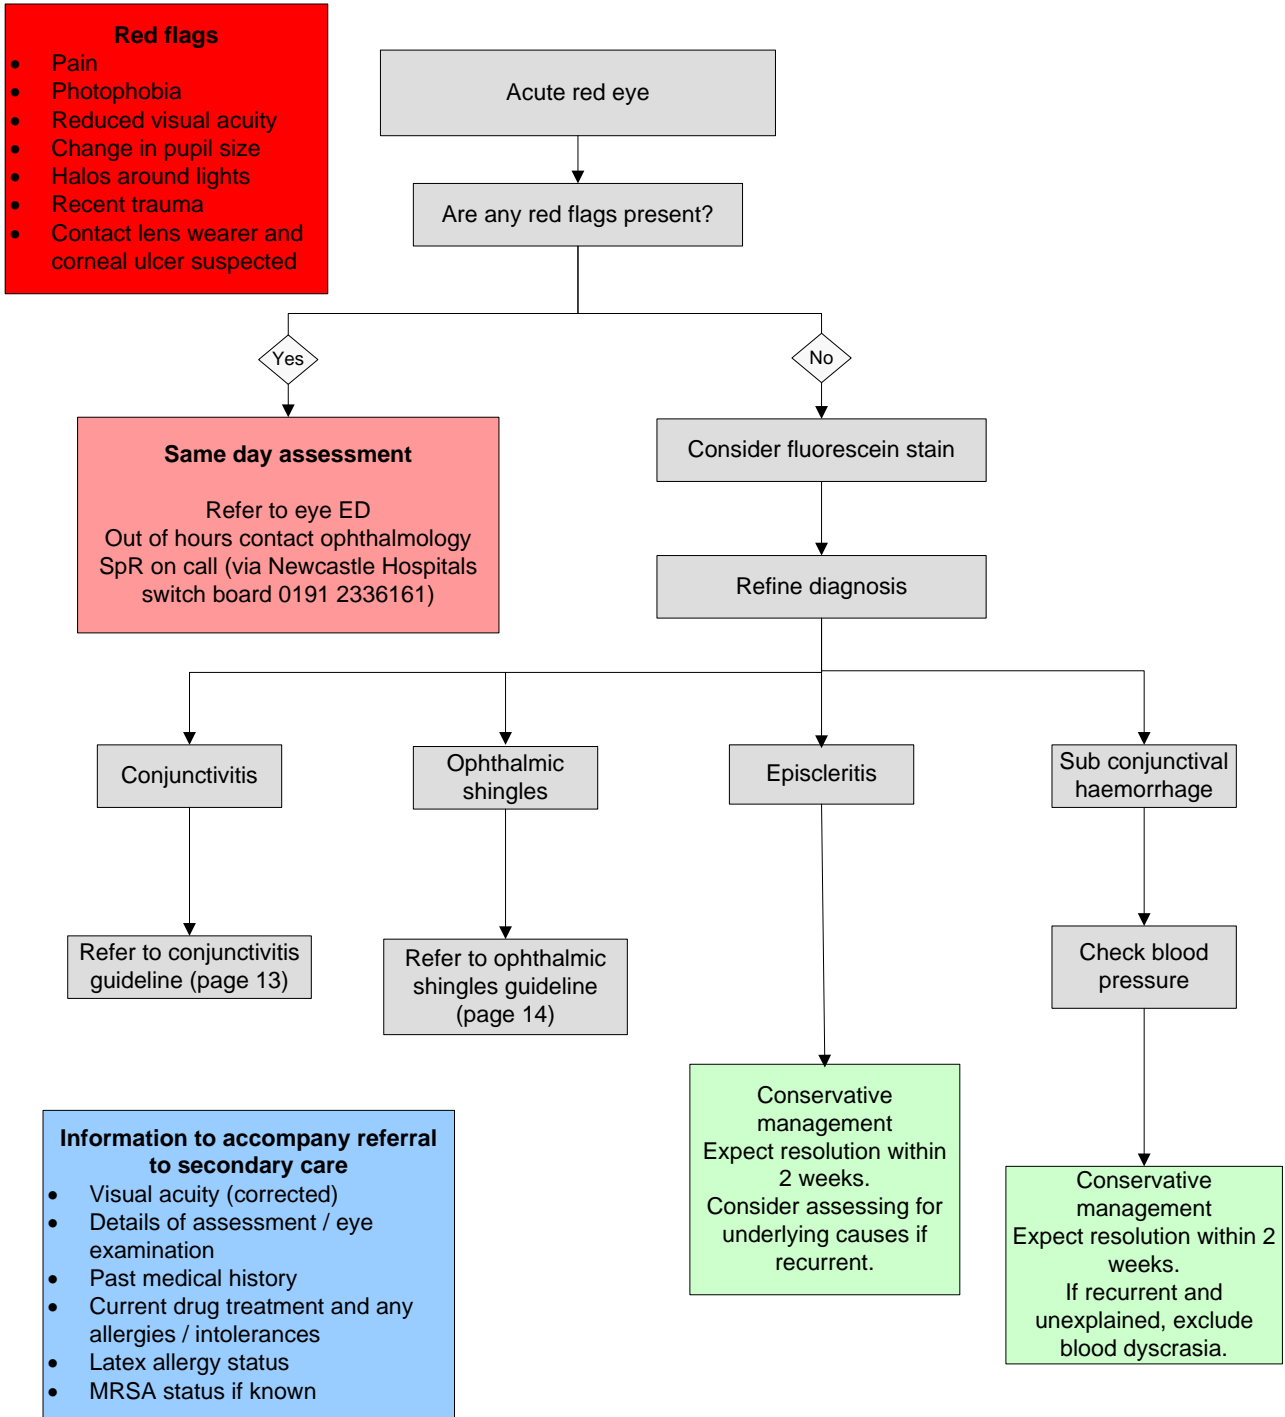 Red flags
• Pain
• Photophobia
• Reduced visual acuity
• Change in pupil size
• Halos around lights
• Recent trauma
• Contact lens wearer and
corneal ulcer suspected
Acute red eye
Are any red flags present?
Yes
No
Same day assessment
Refer to eye ED
Out of hours contact ophthalmology
SpR on call (via Newcastle Hospitals
switch board 0191 2336161)
Consider fluorescein stain
Refine diagnosis
Conjunctivitis
Ophthalmic
shingles
Episcleritis
Sub conjunctival
haemorrhage
Refer to conjunctivitis
guideline (page 13)
Refer to ophthalmic
shingles guideline
(page 14)
Check blood
pressure
Conservative
management
Expect resolution within
2 weeks.
Consider assessing for
underlying causes if
recurrent.
Conservative
management
Expect resolution within 2
weeks.
If recurrent and
unexplained, exclude
blood dyscrasia.
Information to accompany referral
to secondary care
• Visual acuity (corrected)
• Details of assessment / eye
examination
• Past medical history
• Current drug treatment and any
allergies / intolerances
• Latex allergy status
• MRSA status if known